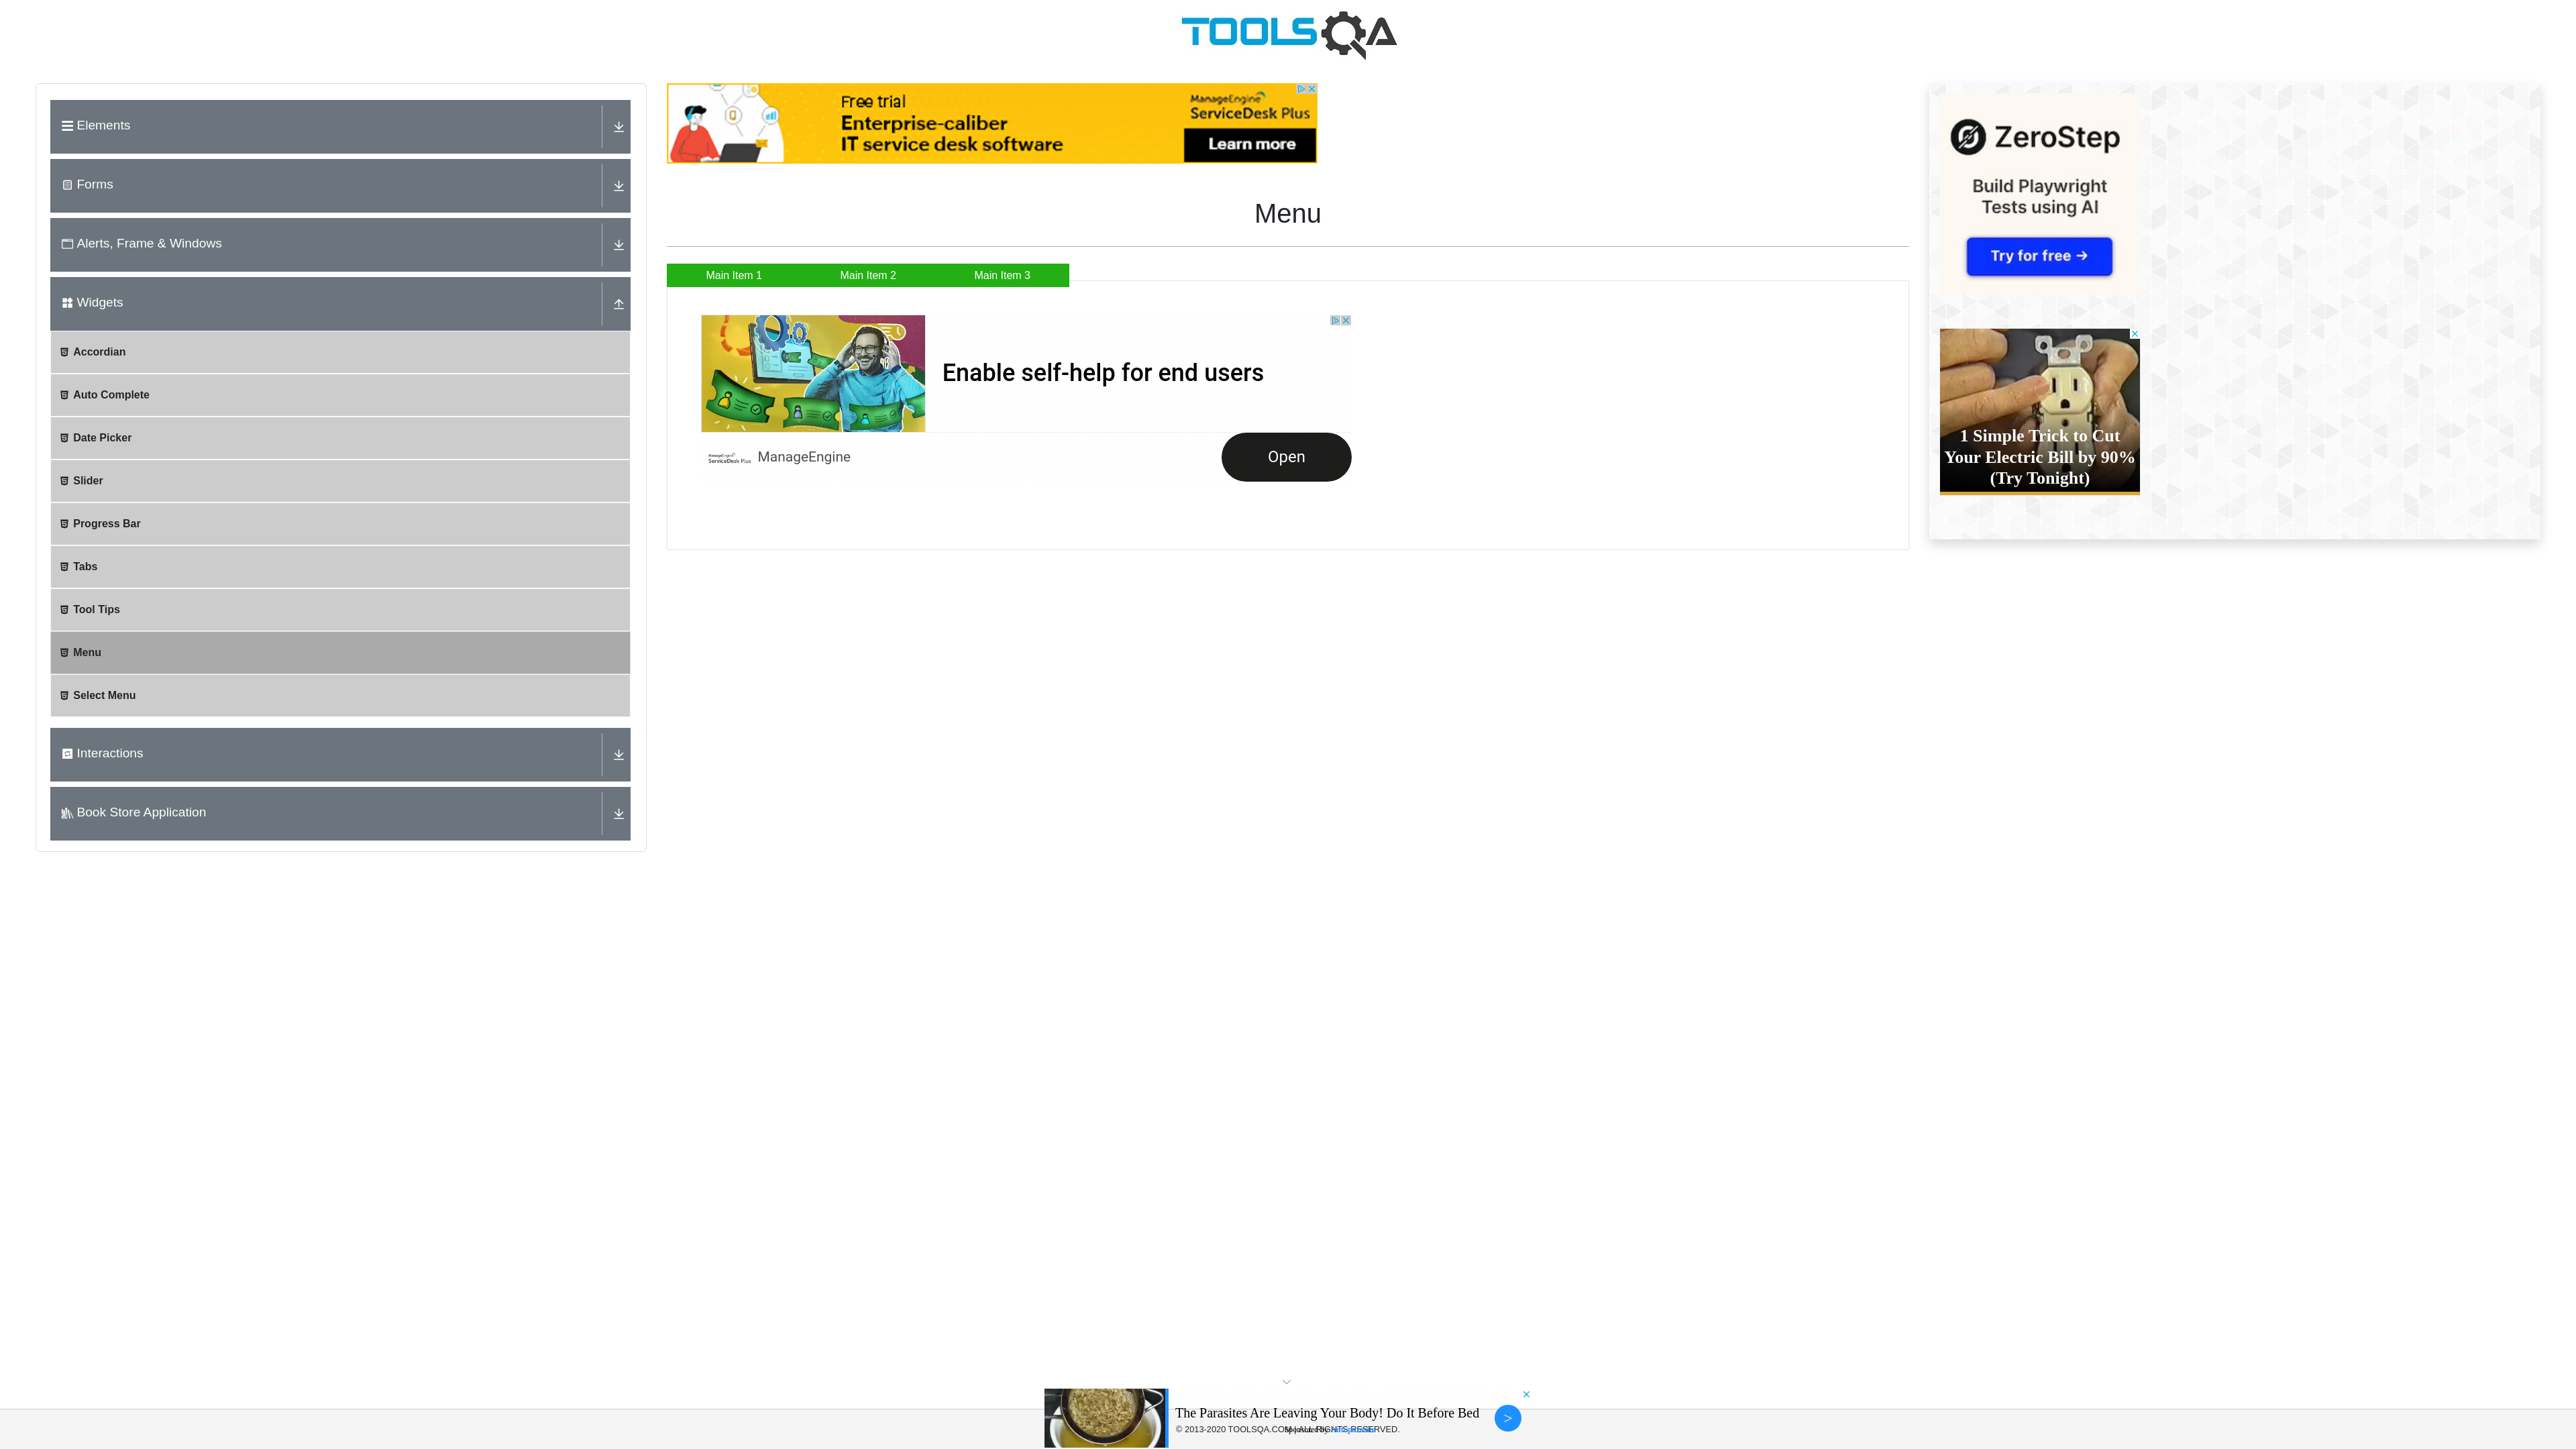 TOOLSQA
Elements
Forms
Alerts, Frame & Windows
Widgets
Accordian
Auto Complete
Date Picker
Slider
Progress Bar
Tabs
Tool Tips
Menu
Select Menu
Interactions
Book Store Application
Free trial
Enterprise-caliber
IT service desk software
ManageEngine
ServiceDesk Plus
Learn more
Menu
Main Item 1
Main Item 2
Main Item 3
Enable self-help for end users
ManageEngine
ServiceDesk Plus
ManageEngine
Open
ZeroStep
Build Playwright
Tests using AI
Try for free →
1 Simple Trick to Cut
Your Electric Bill by 90%
(Try Tonight)
The Parasites Are Leaving Your Body! Do It Before Bed
>
© 2013-2020 TOOLSQA.COM | ALL RIGHTS RESERVED.